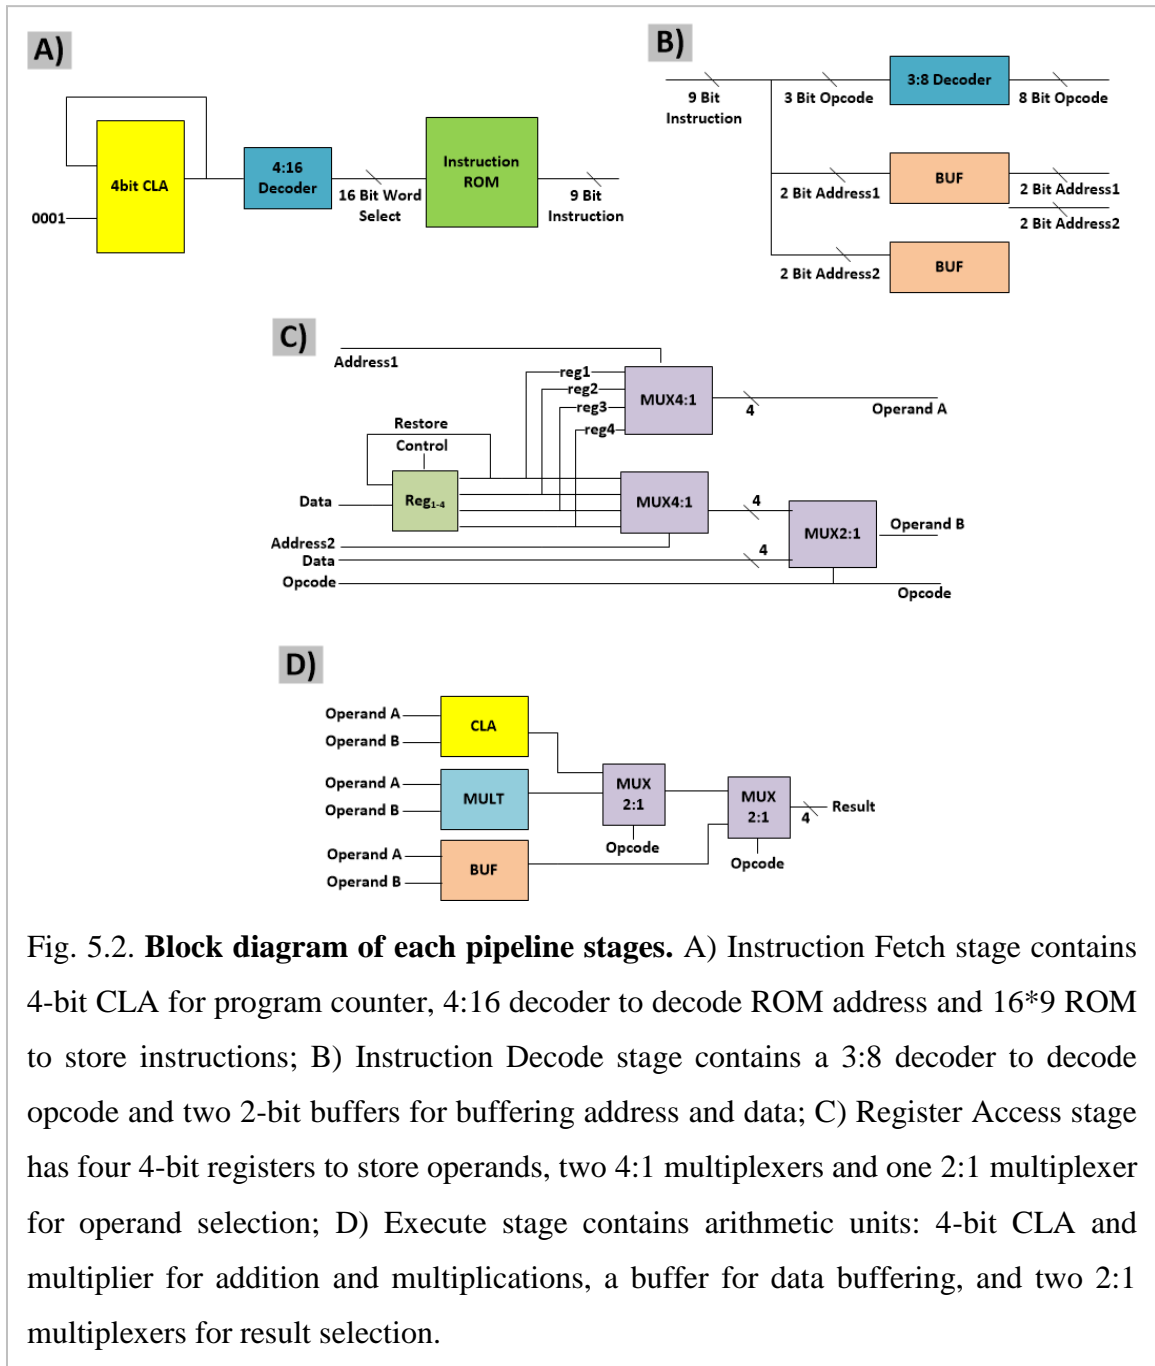 A)
4bit CLA
0001
4:16
Decoder
16 Bit Word
Select
Instruction
ROM
9 Bit
Instruction
B)
9 Bit
Instruction
3 Bit Opcode
3:8 Decoder
8 Bit Opcode
2 Bit Address1
BUF
2 Bit Address1
2 Bit Address2
2 Bit Address2
BUF
C)
Address1
reg1
reg2
reg3
reg4
MUX4:1
4
Operand A
Restore
Control
Data
Reg1-4
MUX4:1
4
Address2
Data
4
MUX2:1
Operand B
Opcode
Opcode
D)
Operand A
Operand B
CLA
Operand A
Operand B
MULT
Operand A
Operand B
BUF
MUX
2:1
Opcode
MUX
2:1
Opcode
4
Result
Fig. 5.2. Block diagram of each pipeline stages. A) Instruction Fetch stage contains
4-bit CLA for program counter, 4:16 decoder to decode ROM address and 16*9 ROM
to store instructions; B) Instruction Decode stage contains a 3:8 decoder to decode
opcode and two 2-bit buffers for buffering address and data; C) Register Access stage
has four 4-bit registers to store operands, two 4:1 multiplexers and one 2:1 multiplexer
for operand selection; D) Execute stage contains arithmetic units: 4-bit CLA and
multiplier for addition and multiplications, a buffer for data buffering, and two 2:1
multiplexers for result selection.